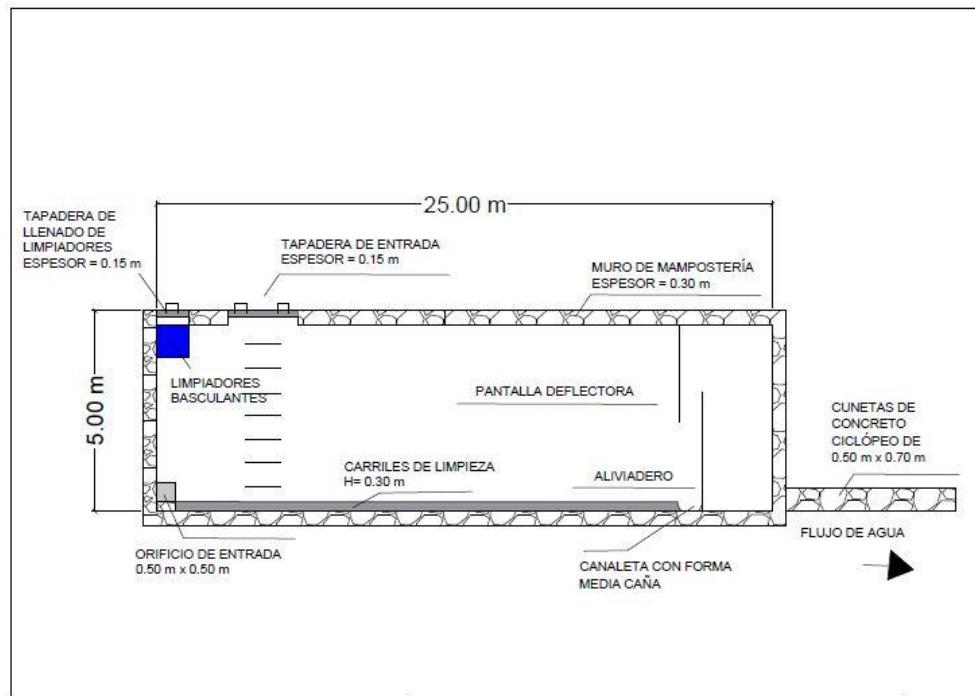 25.00 m
TAPADERA DE
LLENADO DE
LIMPIADORES
ESPESOR = 0.15 m
TAPADERA DE ENTRADA
ESPESOR = 0.15 m
MURO DE MAMPOSTERÍA
ESPESOR = 0.30 m
5.00 m
LIMPIADORES
BASCULANTES
PANTALLA DEFLECTORA
CUNETAS DE
CONCRETO
CICLÓPEO DE
0.50 m x 0.70 m
CARRILES DE LIMPIEZA
H= 0.30 m
ALIVIADERO
ORIFICIO DE ENTRADA
0.50 m x 0.50 m
CANALETA CON FORMA
MEDIA CAÑA
FLUJO DE AGUA